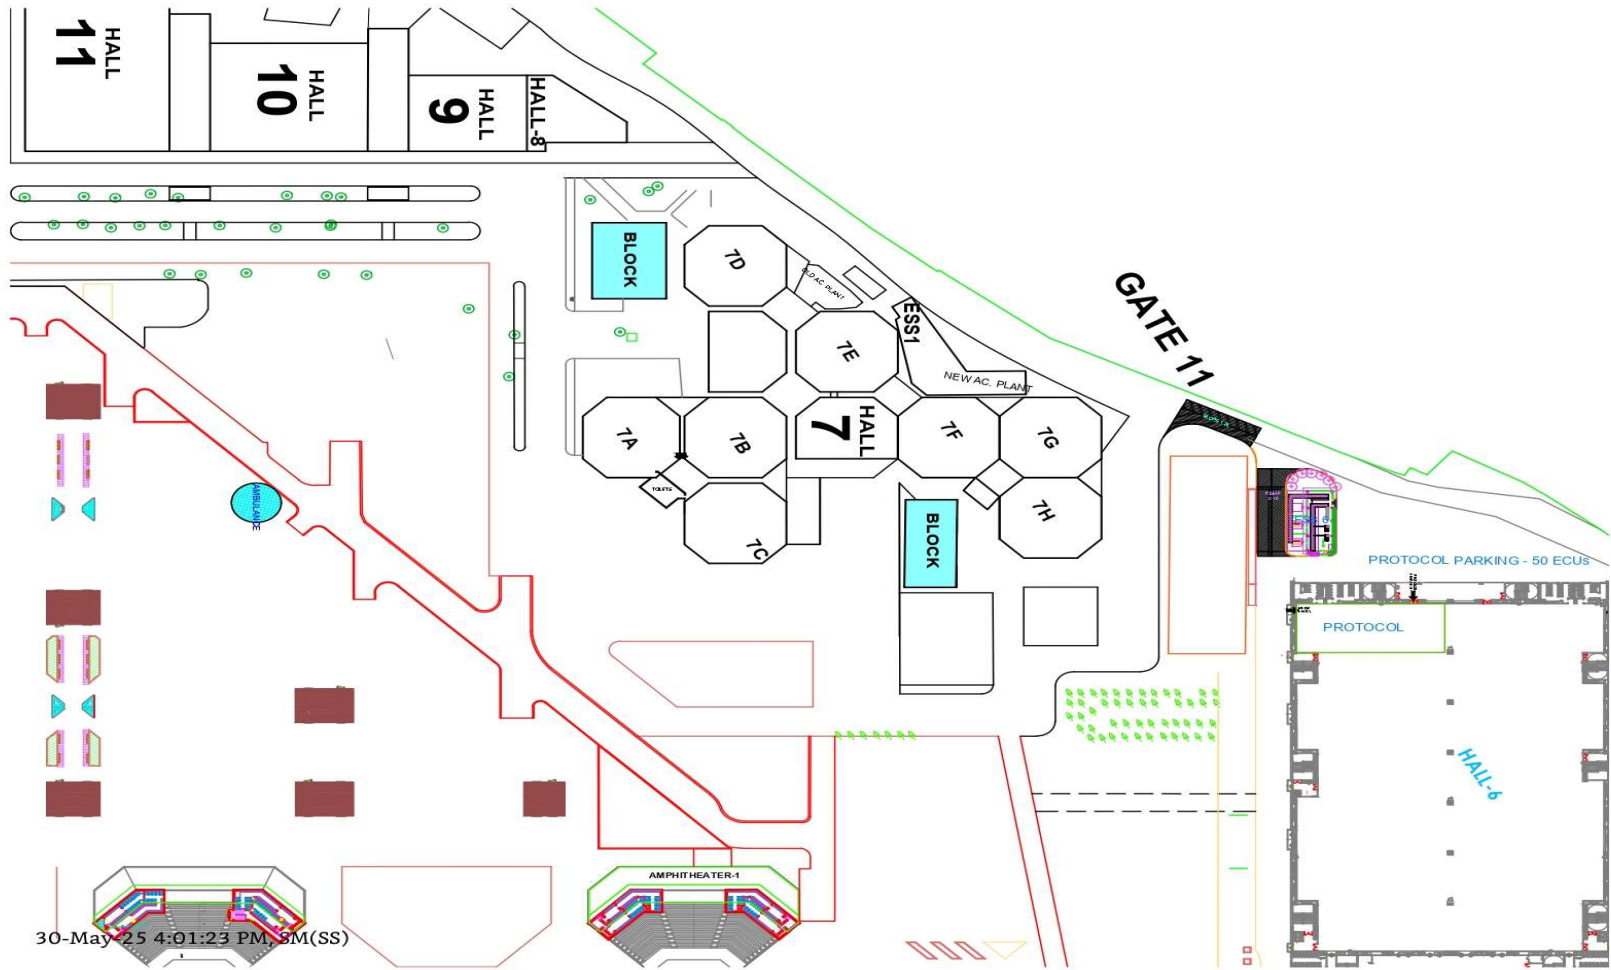 HALL
11
HALL
10
HALL
9
HALL-8
BLOCK
7D
OLD AC. PLANT
ESS1
7E
NEW AC. PLANT
GATE 11
7A
7B
HALL
7
7F
7G
TOILETS
7C
7H
BLOCK
AMBULANCE
PROTOCOL PARKING - 50 ECUs
PROTOCOL
HALL-6
AMPHITHEATER-1
30-May-25 4:01:23 PM, SM(SS)